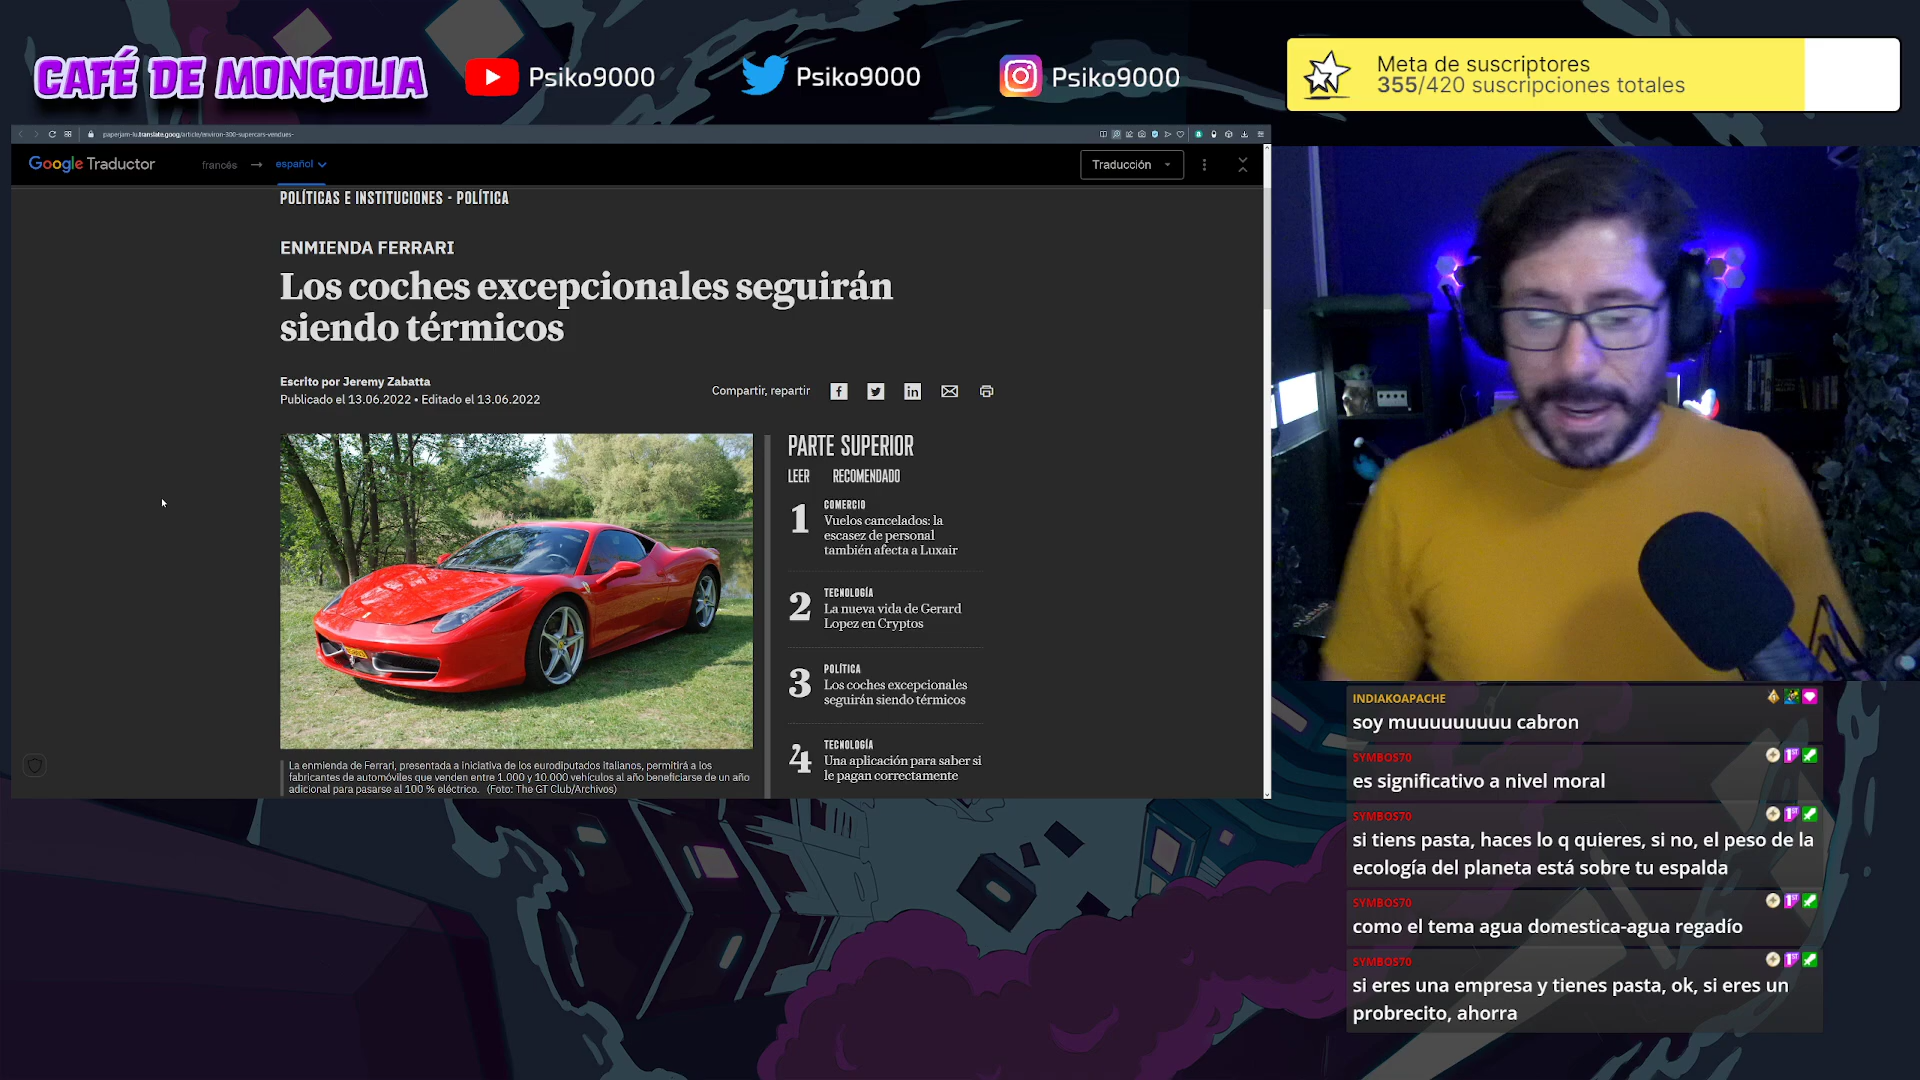 CAFÉ DE MONGOLIA
Psiko9000
Psiko9000
Psiko9000
Meta de suscriptores
355/420 suscripciones totales
paperjam-lu.translate.goog/article/environ-300-supercars-vendues-
Google Traductor
francés → español
Traducción
POLÍTICAS E INSTITUCIONES - POLÍTICA
ENMIENDA FERRARI
Los coches excepcionales seguirán
siendo térmicos
Escrito por Jeremy Zabatta
Publicado el 13.06.2022 • Editado el 13.06.2022
Compartir, repartir
PARTE SUPERIOR
LEER RECOMENDADO
1 COMERCIO
Vuelos cancelados: la
escasez de personal
también afecta a Luxair
2 TECNOLOGÍA
La nueva vida de Gerard
Lopez en Cryptos
3 POLÍTICA
Los coches excepcionales
seguirán siendo térmicos
4 TECNOLOGÍA
Una aplicación para saber si
le pagan correctamente
La enmienda de Ferrari, presentada a iniciativa de los eurodiputados italianos, permitirá a los
fabricantes de automóviles que venden entre 1.000 y 10.000 vehículos al año beneficiarse de un año
adicional para pasarse al 100 % eléctrico. (Foto: The GT Club/Archivos)
INDIAKOAPACHE
soy muuuuuuuuu cabron
SYMBOS70
es significativo a nivel moral
SYMBOS70
si tiens pasta, haces lo q quieres, si no, el peso de la
ecología del planeta está sobre tu espalda
SYMBOS70
como el tema agua domestica-agua regadío
SYMBOS70
si eres una empresa y tienes pasta, ok, si eres un
probrecito, ahorra